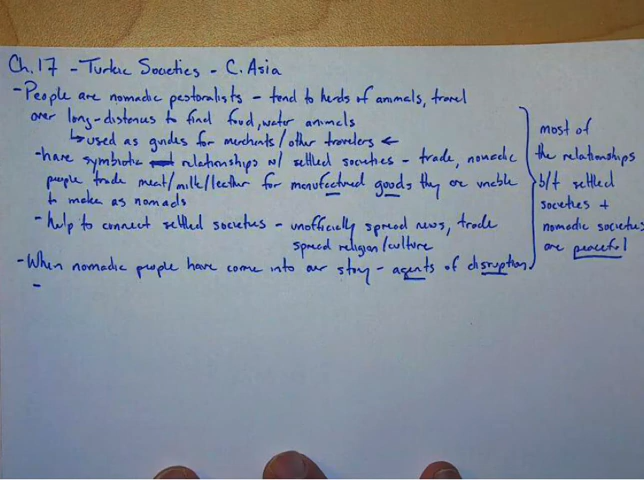 Ch.17 - Turkic Societies - C. Asia
- People are nomadic pastoralists - tend to herds of animals, travel
over long-distances to find food, water animals
↳ used as guides for merchants/other travelers ←
- have symbiotic relationships w/ settled societies - trade, nomadic
people trade meat/milk/leather for manufactured goods they are unable
to make as nomads
- help to connect settled societies - unofficially spread news, trade
spread religion/culture
- When nomadic people have come into our story - agents of disruption
-
most of
the relationships
b/t settled
societies +
nomadic societies
are peaceful